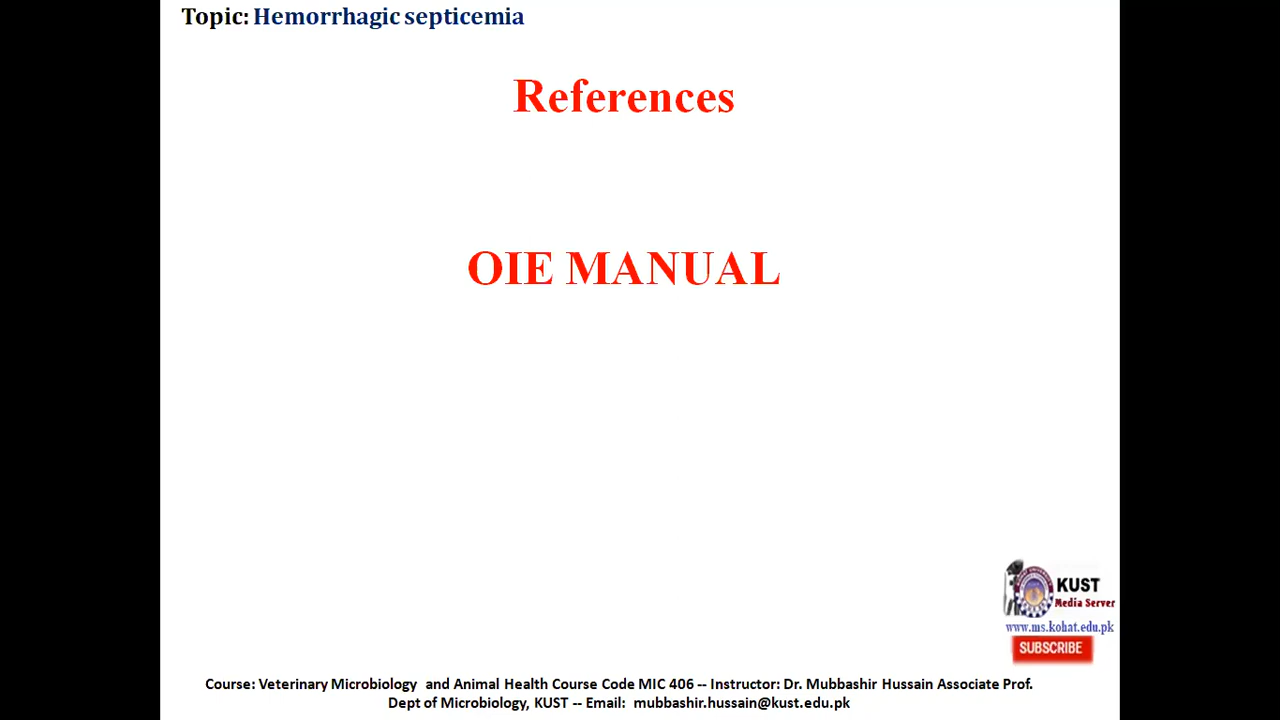 Topic: Hemorrhagic septicemia
References
OIE MANUAL
KUST
Media Server
www.ms.kohat.edu.pk
SUBSCRIBE
Course: Veterinary Microbiology and Animal Health Course Code MIC 406 -- Instructor: Dr. Mubbashir Hussain Associate Prof.
Dept of Microbiology, KUST -- Email: mubbashir.hussain@kust.edu.pk